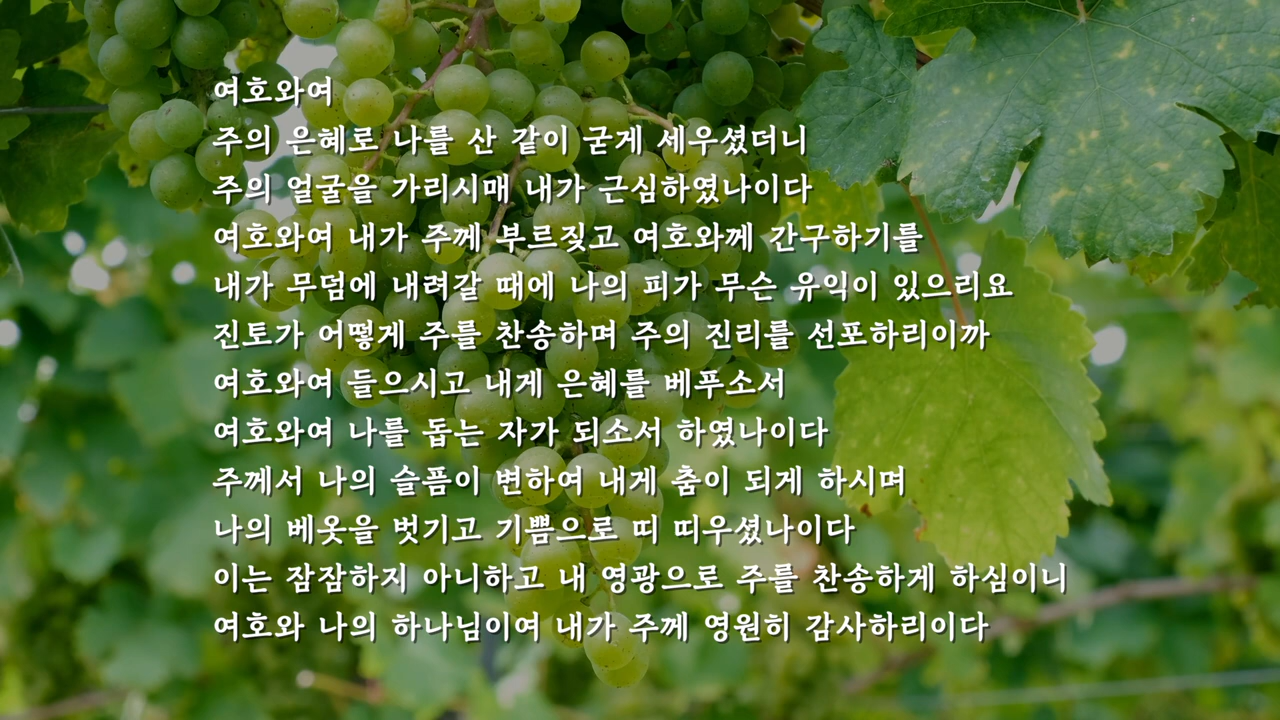 여호와여
주의 은혜로 나를 산 같이 굳게 세우셨더니
주의 얼굴을 가리시매 내가 근심하였나이다
여호와여 내가 주께 부르짖고 여호와께 간구하기를
내가 무덤에 내려갈 때에 나의 피가 무슨 유익이 있으리요
진토가 어떻게 주를 찬송하며 주의 진리를 선포하리이까
여호와여 들으시고 내게 은혜를 베푸소서
여호와여 나를 돕는 자가 되소서 하였나이다
주께서 나의 슬픔이 변하여 내게 춤이 되게 하시며
나의 베옷을 벗기고 기쁨으로 띠 띠우셨나이다
이는 잠잠하지 아니하고 내 영광으로 주를 찬송하게 하심이니
여호와 나의 하나님이여 내가 주께 영원히 감사하리이다